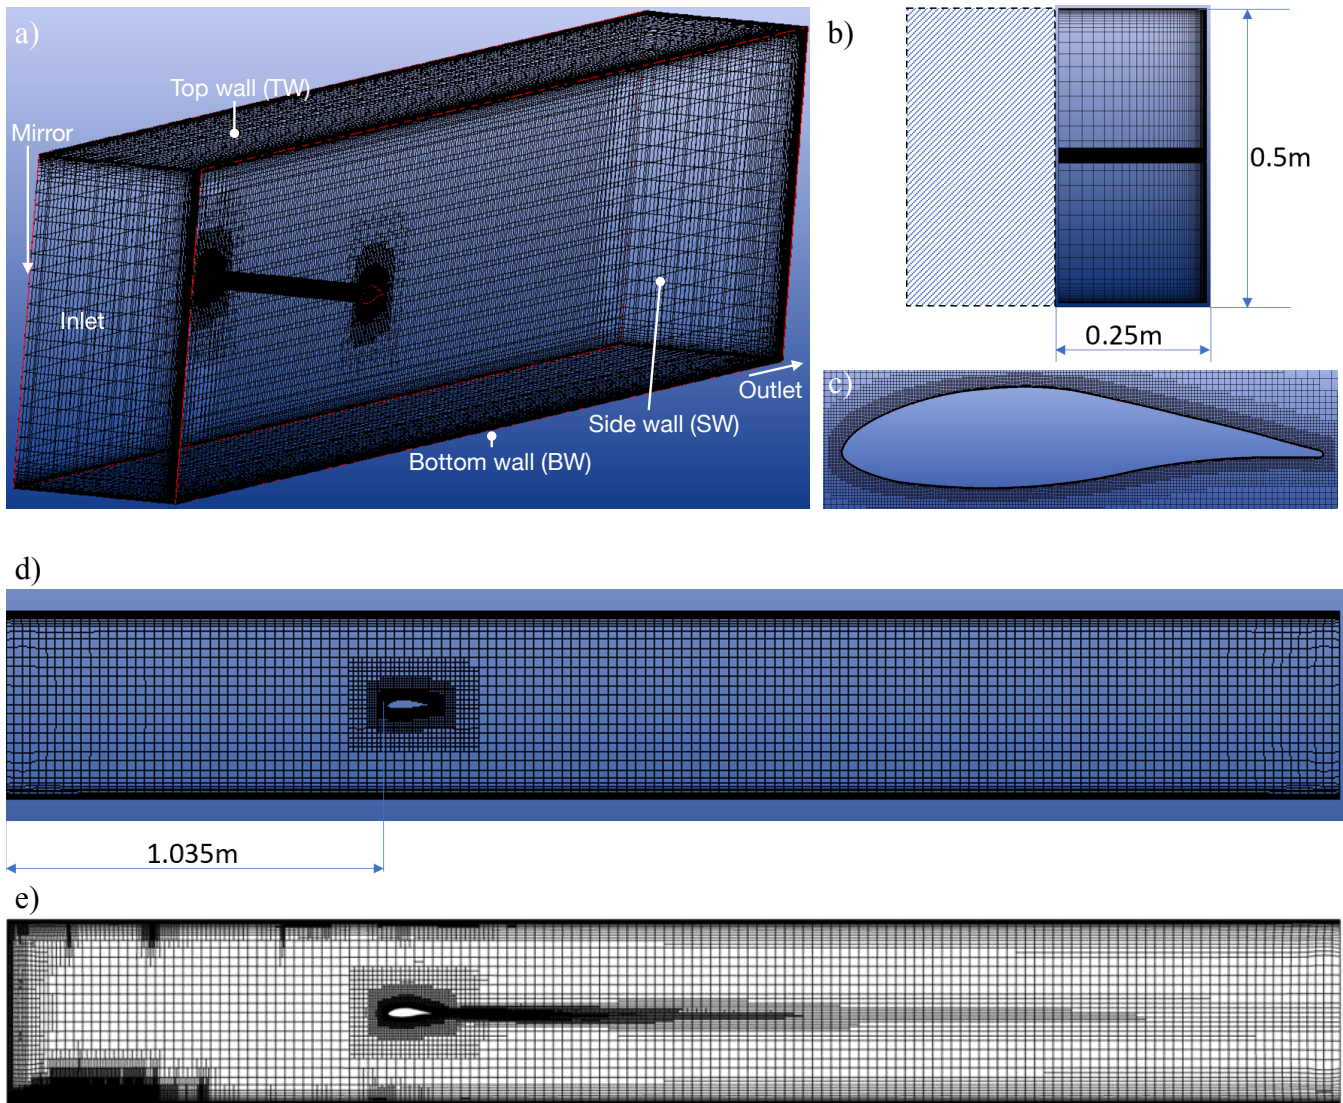 a)
Top wall (TW)
Mirror
Inlet
Outlet
Side wall (SW)
Bottom wall (BW)
b)
0.5m
0.25m
c)
d)
1.035m
e)